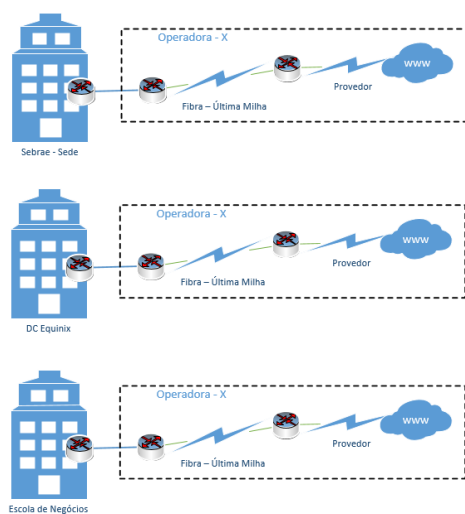 Operadora - X
www
Provedor
Fibra – Última Milha
Sebrae - Sede
Operadora - X
www
Provedor
Fibra – Última Milha
DC Equinix
Operadora - X
www
Provedor
Fibra – Última Milha
Escola de Negócios